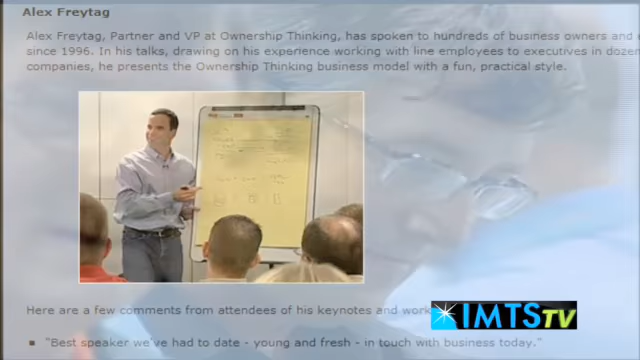 Alex Freytag
Alex Freytag, Partner and VP at Ownership Thinking, has spoken to hundreds of business owners and
since 1996. In his talks, drawing on his experience working with line employees to executives in
companies, he presents the Ownership Thinking business model with a fun, practical style.
Here are a few comments from attendees of his keynotes and
IMTSTV
"Best speaker we've had to date - young and fresh - in touch with business today."